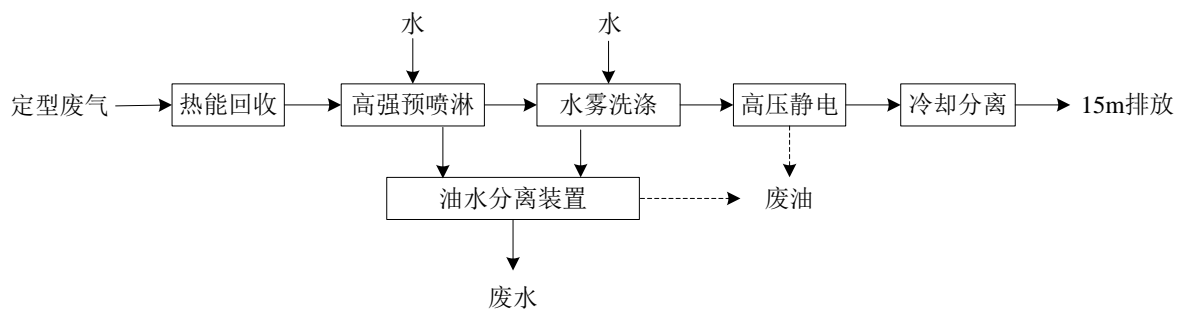 水
水
定型废气
热能回收
高强预喷淋
水雾洗涤
高压静电
冷却分离
15m排放
油水分离装置
废油
废水